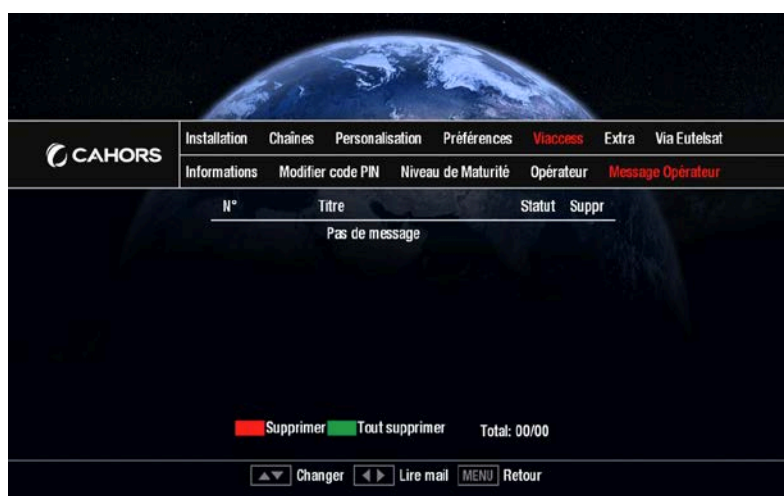 CAHORS
Installation Chaînes Personalisation Préférences Viaccess Extra Via Eutelsat
Informations Modifier code PIN Niveau de Maturité Opérateur Message Opérateur
N° Titre Statut Suppr
Pas de message
Supprimer Tout supprimer Total: 00/00
Changer Lire mail MENU Retour